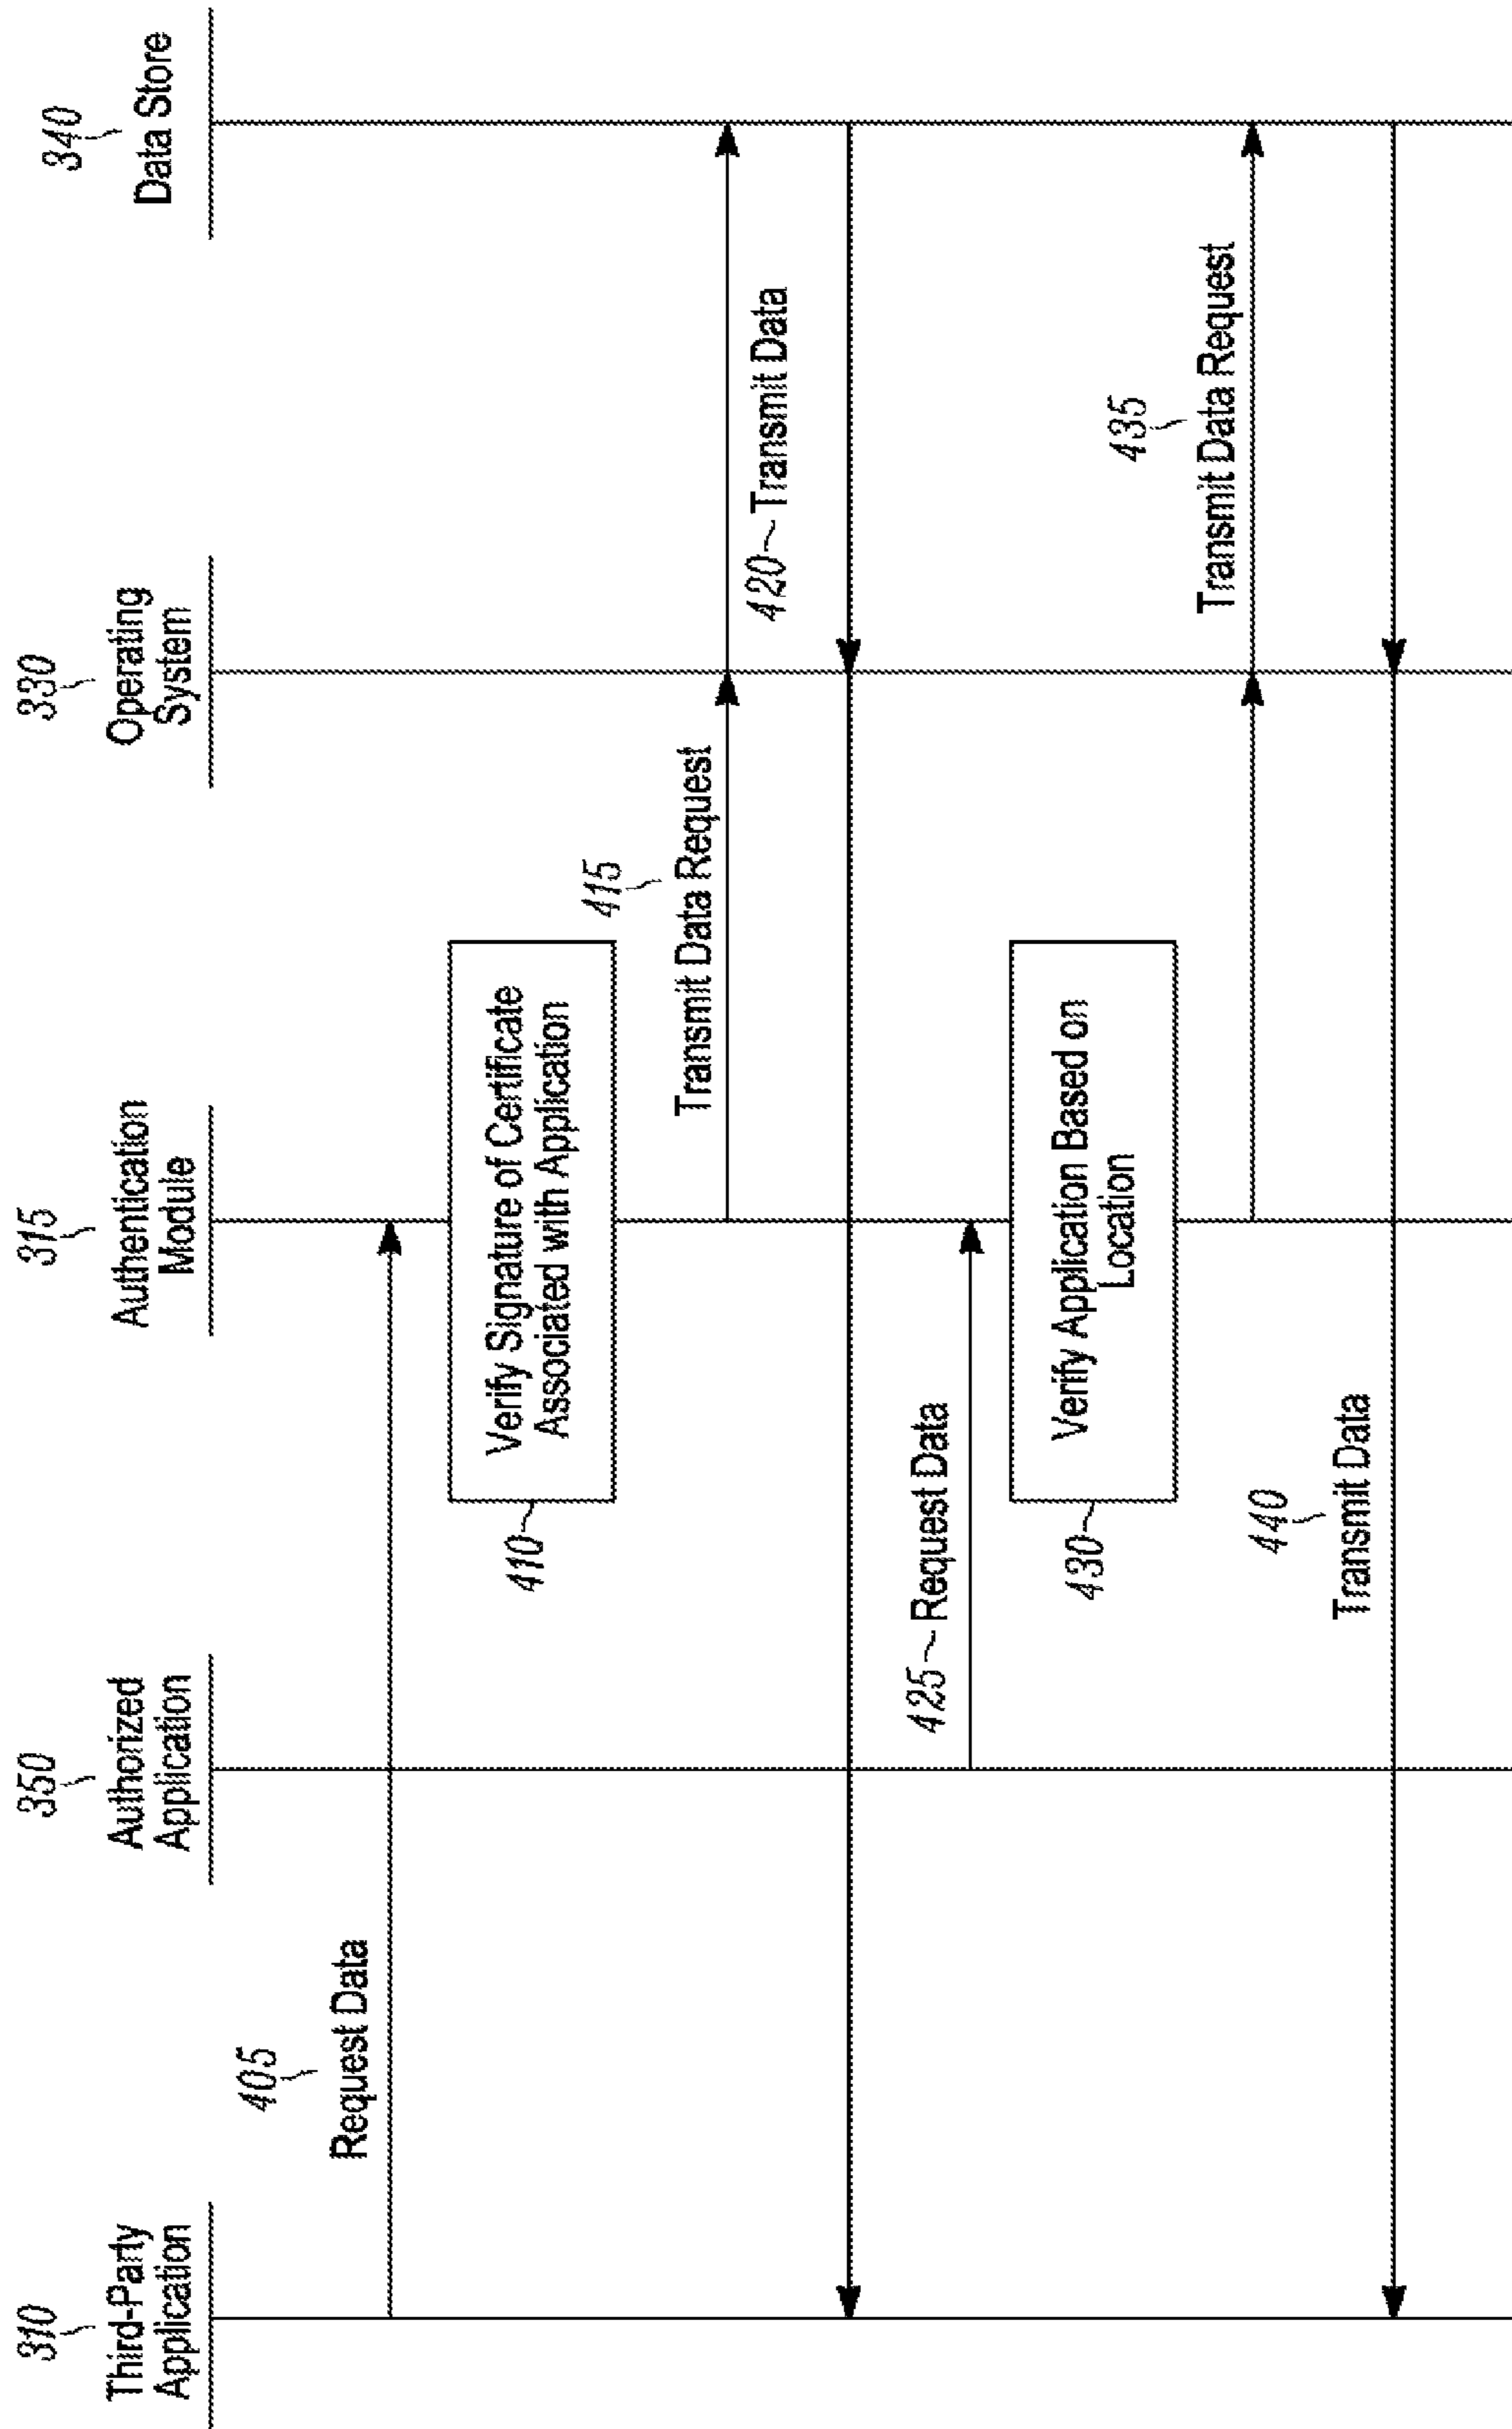 310
Third-Party
Application
350
Authorized
Application
315
Authentication
Module
330
Operating
System
340
Data Store
405
Request Data
410
Verify Signature of Certificate
Associated with Application
415
Transmit Data Request
420 Transmit Data
425 Request Data
430
Verify Application Based on
Location
435
Transmit Data Request
440
Transmit Data